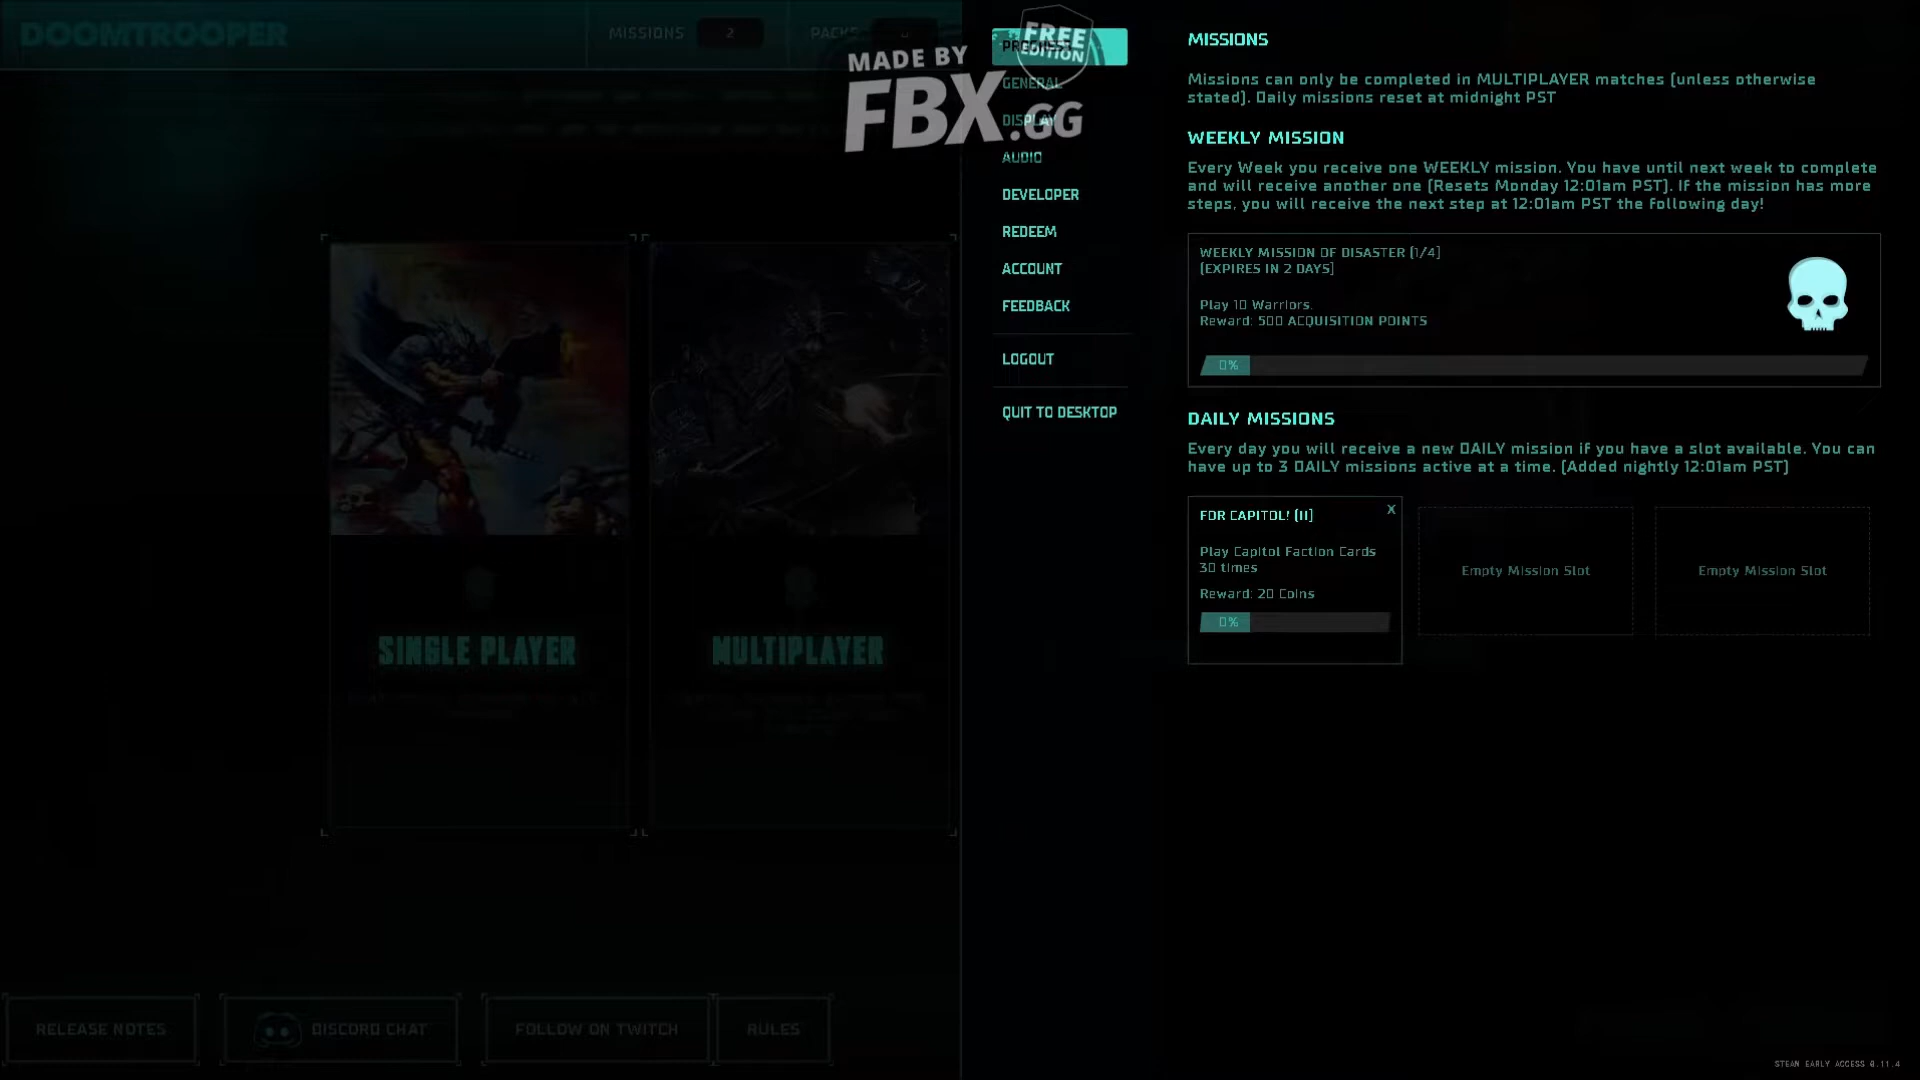 DOOMTROOPER
MISSIONS 2
PACKS
MADE BY
FBX.GG
FREE
EDITION
GENERAL
DISPLAY
AUDIO
DEVELOPER
REDEEM
ACCOUNT
FEEDBACK
LOGOUT
QUIT TO DESKTOP
MISSIONS
Missions can only be completed in MULTIPLAYER matches (unless otherwise
stated). Daily missions reset at midnight PST
WEEKLY MISSION
Every Week you receive one WEEKLY mission. You have until next week to complete
and will receive another one (Resets Monday 12:01am PST). If the mission has more
steps, you will receive the next step at 12:01am PST the following day!
WEEKLY MISSION OF DISASTER (1/4)
(EXPIRES IN 2 DAYS)
Play 10 Warriors.
Reward: 500 ACQUISITION POINTS
0%
DAILY MISSIONS
Every day you will receive a new DAILY mission if you have a slot available. You can
have up to 3 DAILY missions active at a time. (Added nightly 12:01am PST)
FOR CAPITOL! (II)
X
Play Capitol Faction Cards
30 times
Reward: 20 Coins
0%
Empty Mission Slot
Empty Mission Slot
SINGLE PLAYER
MULTIPLAYER
RELEASE NOTES
DISCORD CHAT
FOLLOW ON TWITCH
RULES
STEAM EARLY ACCESS 0.11.4